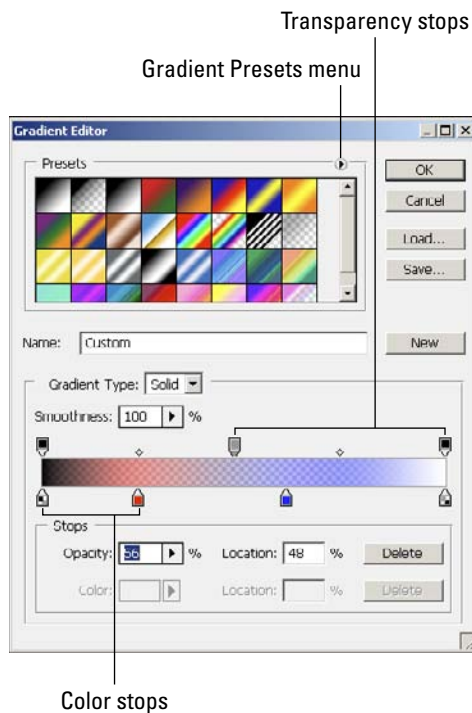 Transparency stops
Gradient Presets menu
Gradient Editor
Presets
OK
Cancel
Load...
Save...
Name: Custom
New
Gradient Type: Solid
Smoothness: 100 %
Stops
Opacity: 56 % Location: 48 % Delete
Color: Location: % Delete
Color stops